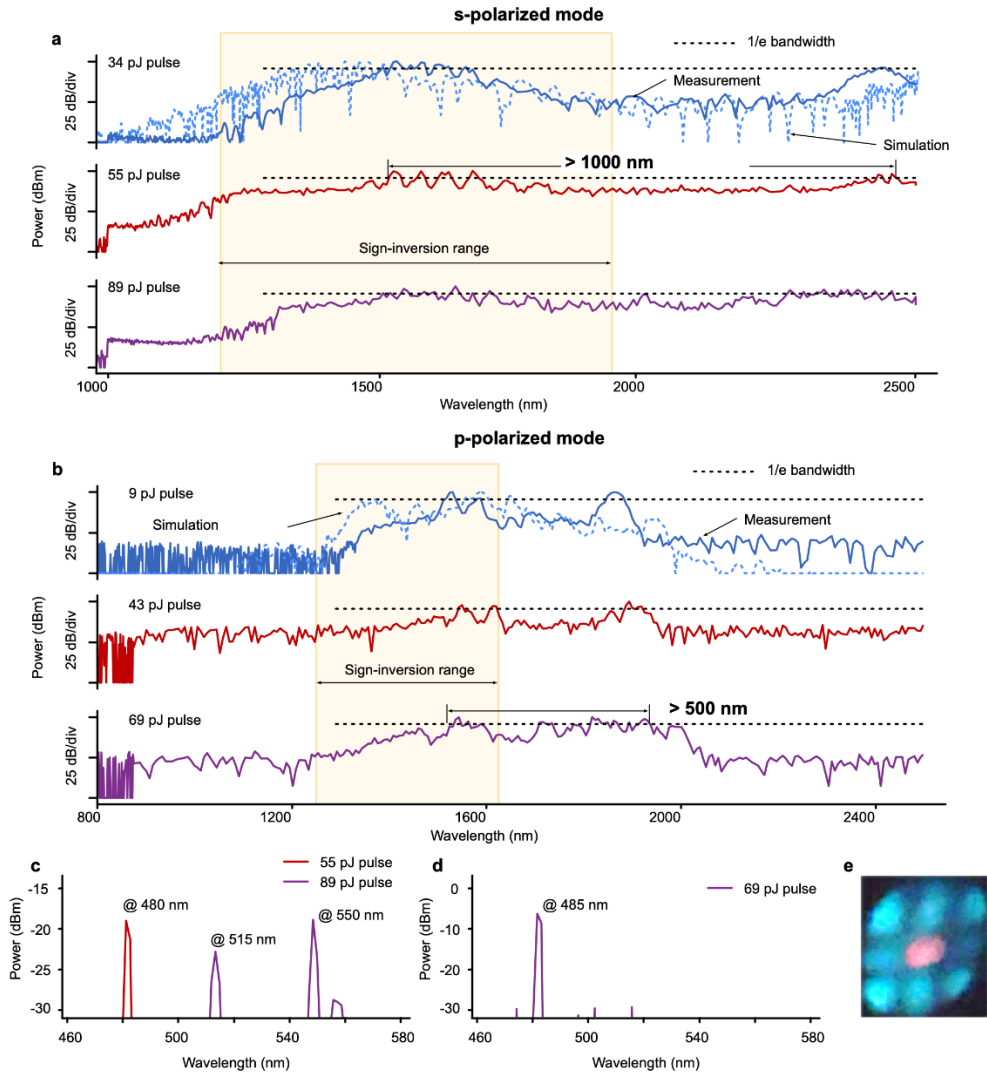 s-polarized mode
a
1/e bandwidth
34 pJ pulse
Measurement
25 dB/div
Simulation
> 1000 nm
55 pJ pulse
25 dB/div
Power (dBm)
Sign-inversion range
89 pJ pulse
25 dB/div
1000 1500 2000 2500
Wavelength (nm)
p-polarized mode
b
1/e bandwidth
9 pJ pulse
Simulation
Measurement
25 dB/div
43 pJ pulse
25 dB/div
Power (dBm)
Sign-inversion range
69 pJ pulse
> 500 nm
25 dB/div
800 1200 1600 2000 2400
Wavelength (nm)
c
55 pJ pulse
89 pJ pulse
-15
-20
-25
-30
Power (dBm)
@ 480 nm
@ 515 nm
@ 550 nm
460 500 540 580
Wavelength (nm)
d
69 pJ pulse
0
-10
-20
-30
Power (dBm)
@ 485 nm
460 500 540 580
Wavelength (nm)
e